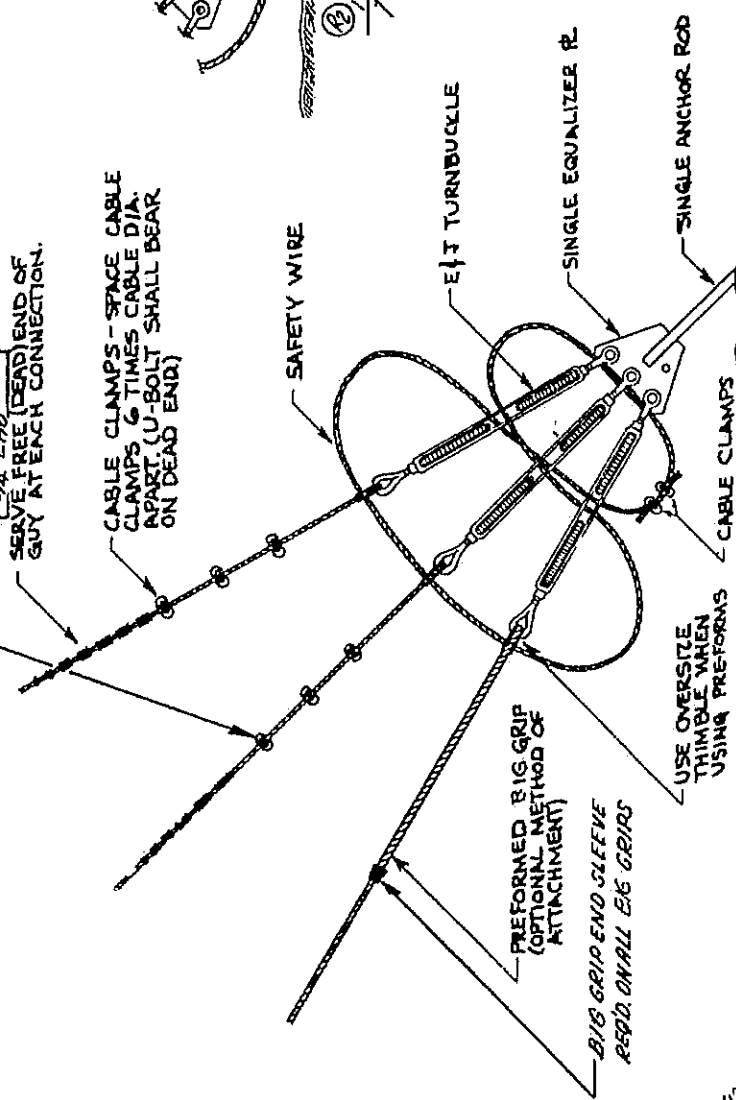 SERVE FREE (DEAD) END OF
GUY AT EACH CONNECTION.
CABLE CLAMPS - SPACE CABLE
CLAMPS 6 TIMES CABLE DIA.
APART. (U-BOLT SHALL BEAR
ON DEAD END)
SAFETY WIRE
E&J TURNBUCKLE
SINGLE EQUALIZER PL
SINGLE ANCHOR ROD
CABLE CLAMPS
USE OVERSIZE
THIMBLE WHEN
USING PREFORMS
PREFORMED BIG GRIP
(OPTIONAL METHOD OF
ATTACHMENT)
BIG GRIP END SLEEVE
REQ'D. ON ALL BIG GRIPS
R2